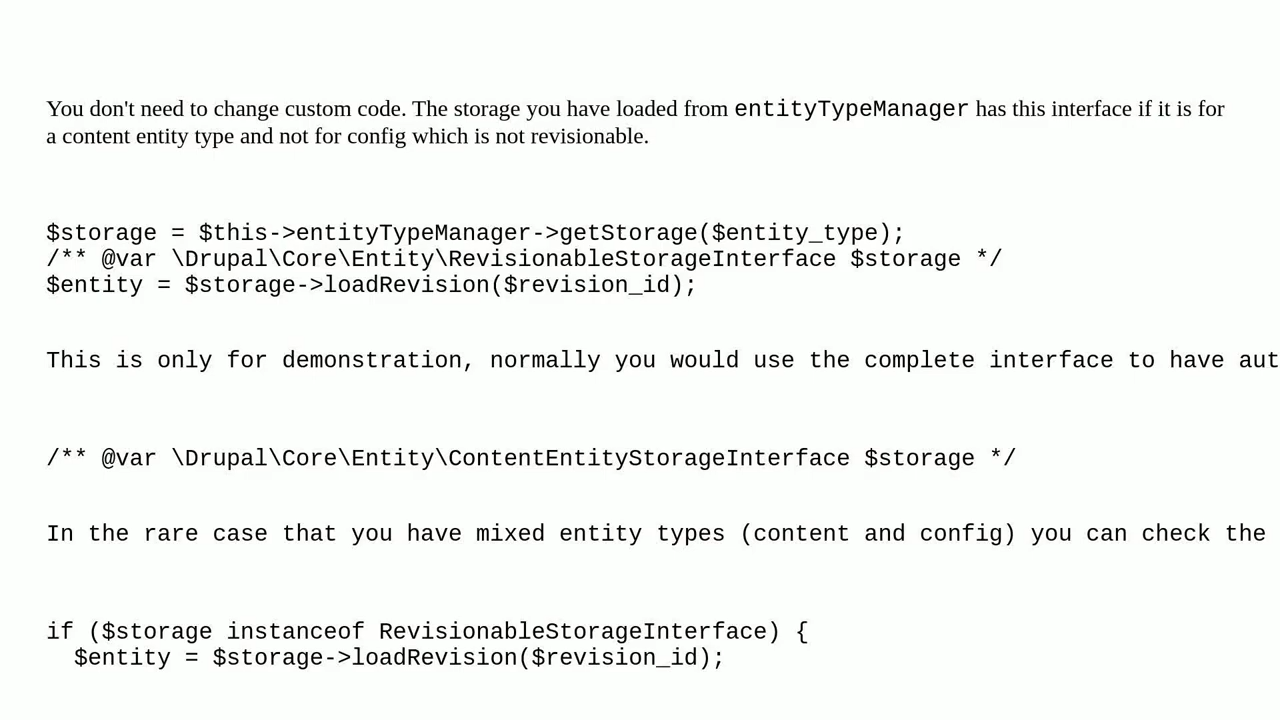 You don't need to change custom code. The storage you have loaded from entityTypeManager has this interface if it is for
a content entity type and not for config which is not revisionable.
$storage = $this->entityTypeManager->getStorage($entity_type);
/** @var \Drupal\Core\Entity\RevisionableStorageInterface $storage */
$entity = $storage->loadRevision($revision_id);
This is only for demonstration, normally you would use the complete interface to have aut
/** @var \Drupal\Core\Entity\ContentEntityStorageInterface $storage */
In the rare case that you have mixed entity types (content and config) you can check the
if ($storage instanceof RevisionableStorageInterface) {
  $entity = $storage->loadRevision($revision_id);